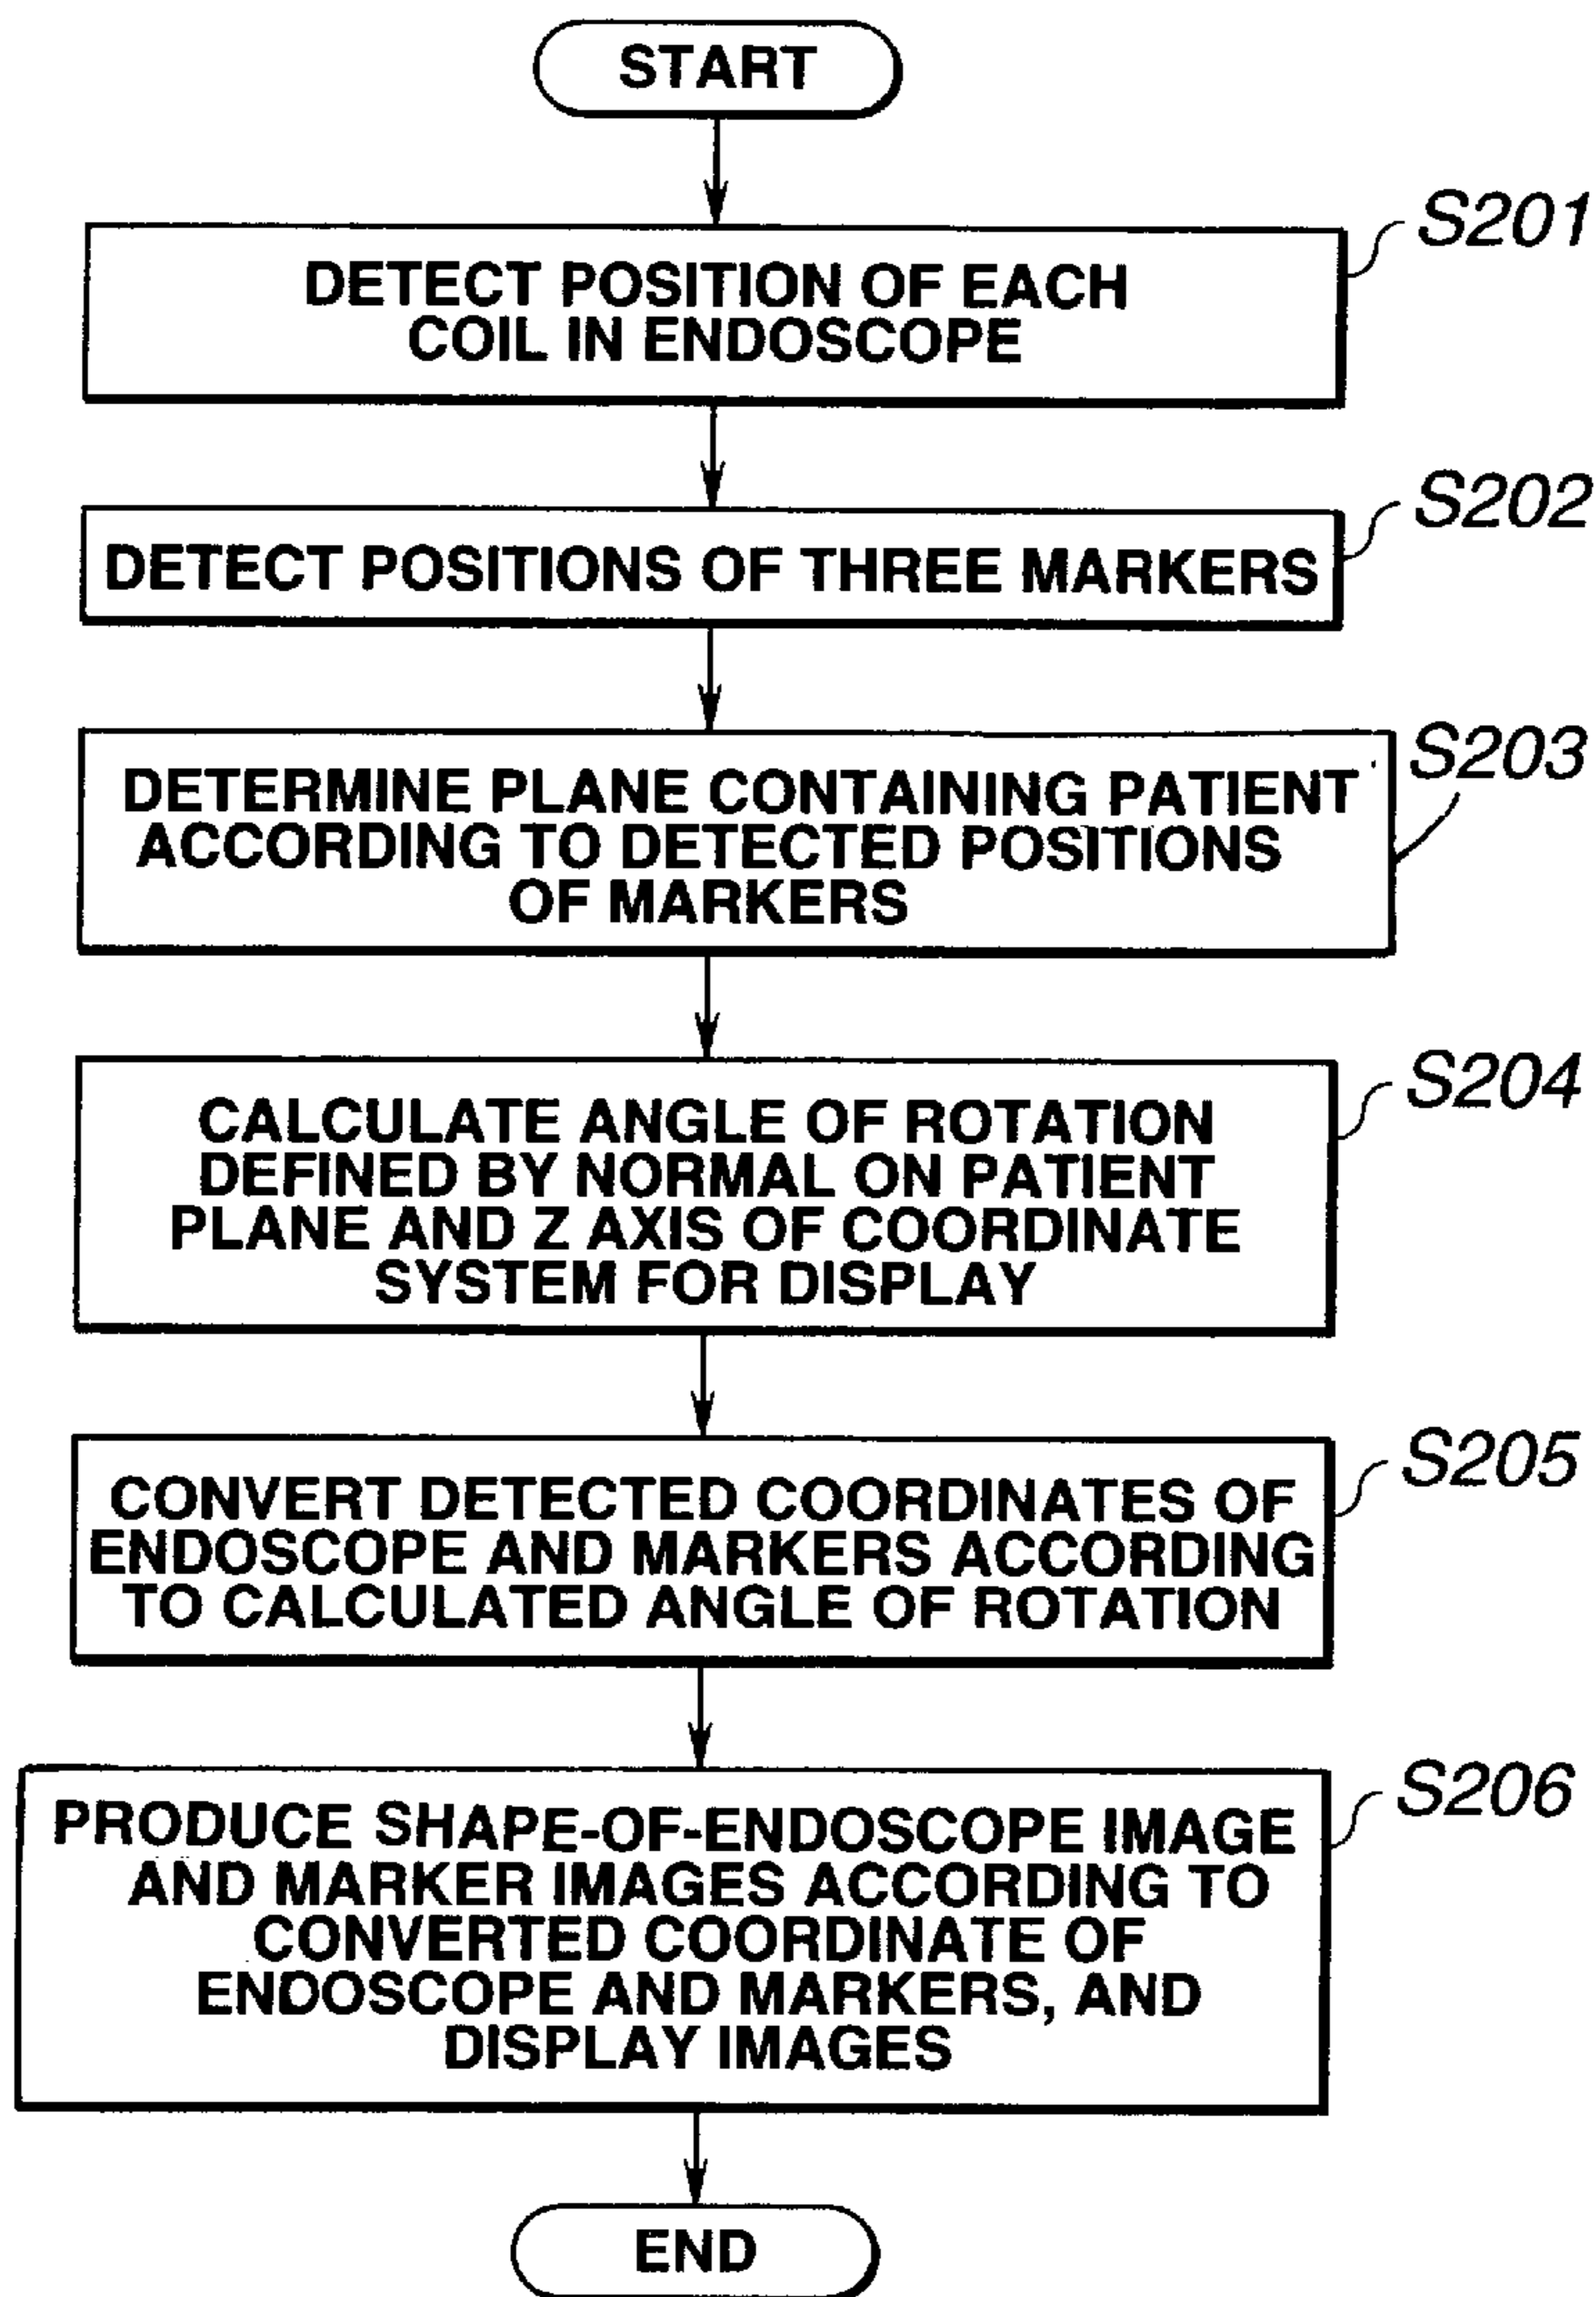 START
S201
DETECT POSITION OF EACH
COIL IN ENDOSCOPE
S202
DETECT POSITIONS OF THREE MARKERS
S203
DETERMINE PLANE CONTAINING PATIENT
ACCORDING TO DETECTED POSITIONS
OF MARKERS
S204
CALCULATE ANGLE OF ROTATION
DEFINED BY NORMAL ON PATIENT
PLANE AND Z AXIS OF COORDINATE
SYSTEM FOR DISPLAY
S205
CONVERT DETECTED COORDINATES OF
ENDOSCOPE AND MARKERS ACCORDING
TO CALCULATED ANGLE OF ROTATION
S206
PRODUCE SHAPE-OF-ENDOSCOPE IMAGE
AND MARKER IMAGES ACCORDING TO
CONVERTED COORDINATE OF
ENDOSCOPE AND MARKERS, AND
DISPLAY IMAGES
END